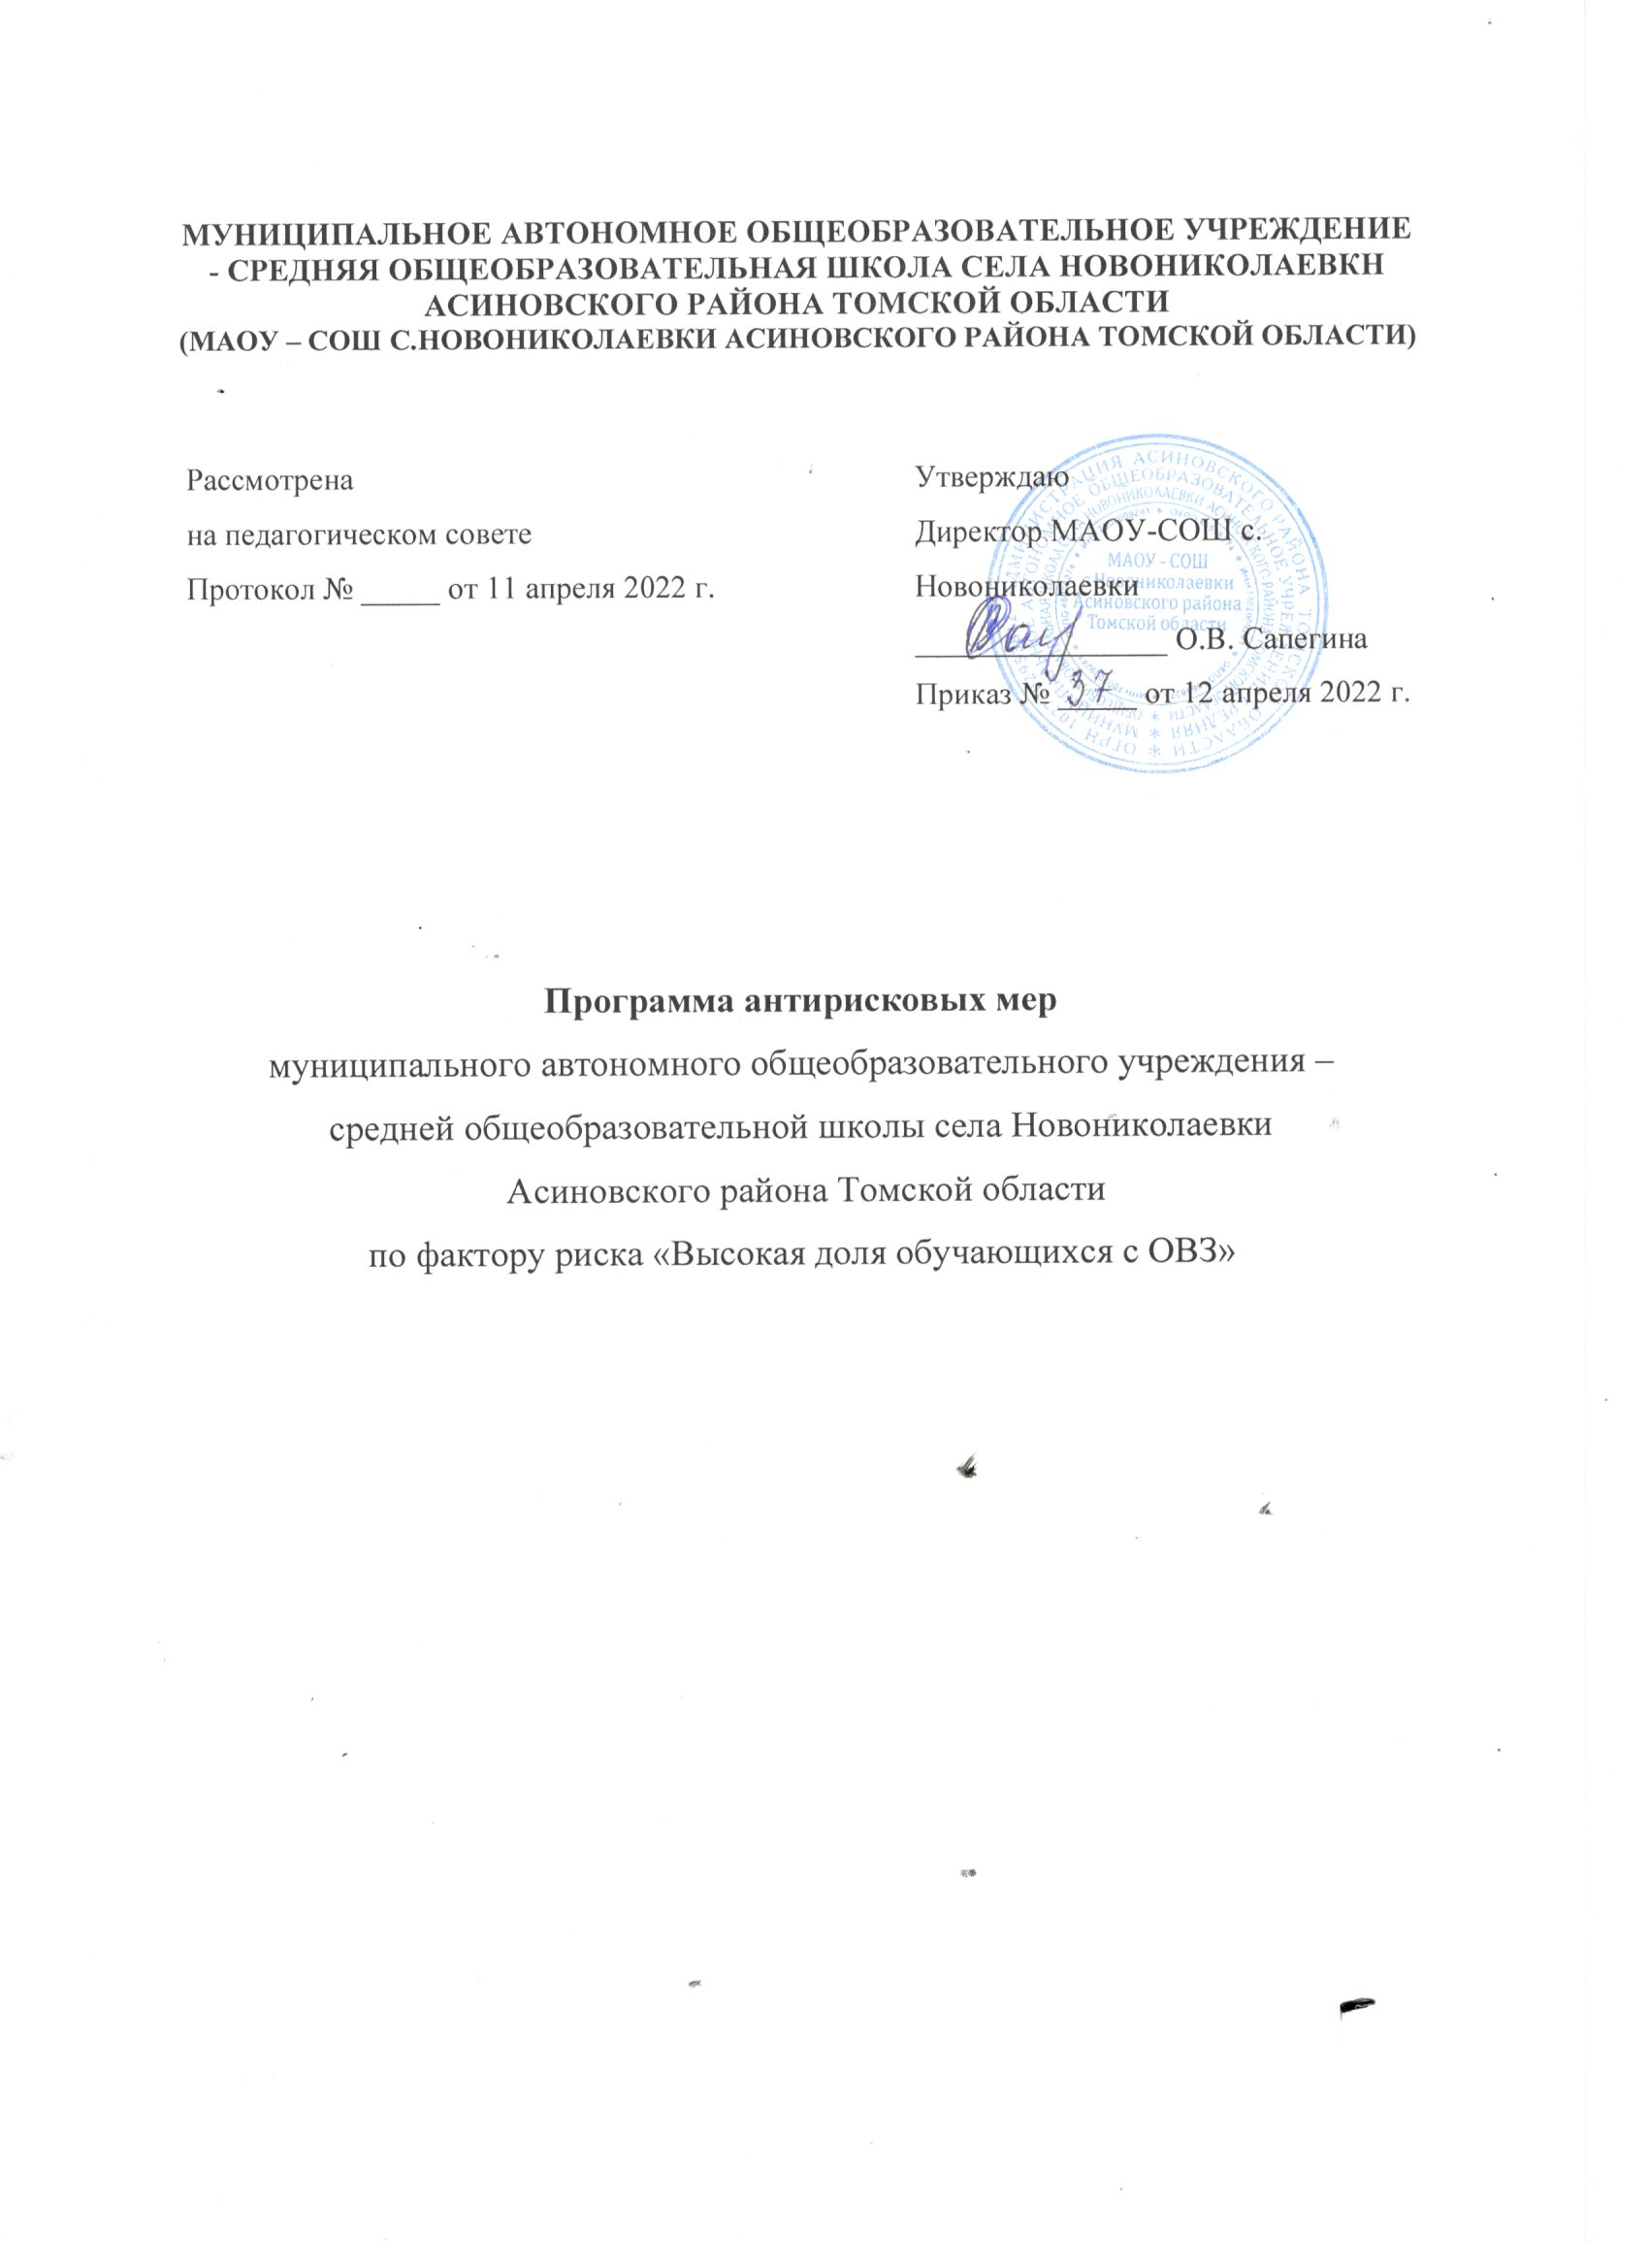 МУНИЦИПАЛЬНОЕ АВТОНОМНОЕ ОБЩЕОБРАЗОВАТЕЛЬНОЕ УЧРЕЖДЕНИЕ
- СРЕДНЯЯ ОБЩЕОБРАЗОВАТЕЛЬНАЯ ШКОЛА СЕЛА НОВОНИКОЛАЕВКН
АСИНОВСКОГО РАЙОНА ТОМСКОЙ ОБЛАСТИ
(МАОУ – СОШ С.НОВОНИКОЛАЕВКИ АСИНОВСКОГО РАЙОНА ТОМСКОЙ ОБЛАСТИ)
Рассмотрена
на педагогическом совете
Протокол № _____ от 11 апреля 2022 г.
Утверждаю
Директор МАОУ-СОШ с.
Новониколаевки
________________ О.В. Сапегина
Приказ № 37 от 12 апреля 2022 г.
МАОУ - СОШ
с. Новониколаевки
Асиновского района
Томской области
Программа антирисковых мер
муниципального автономного общеобразовательного учреждения –
средней общеобразовательной школы села Новониколаевки
Асиновского района Томской области
по фактору риска «Высокая доля обучающихся с ОВЗ»